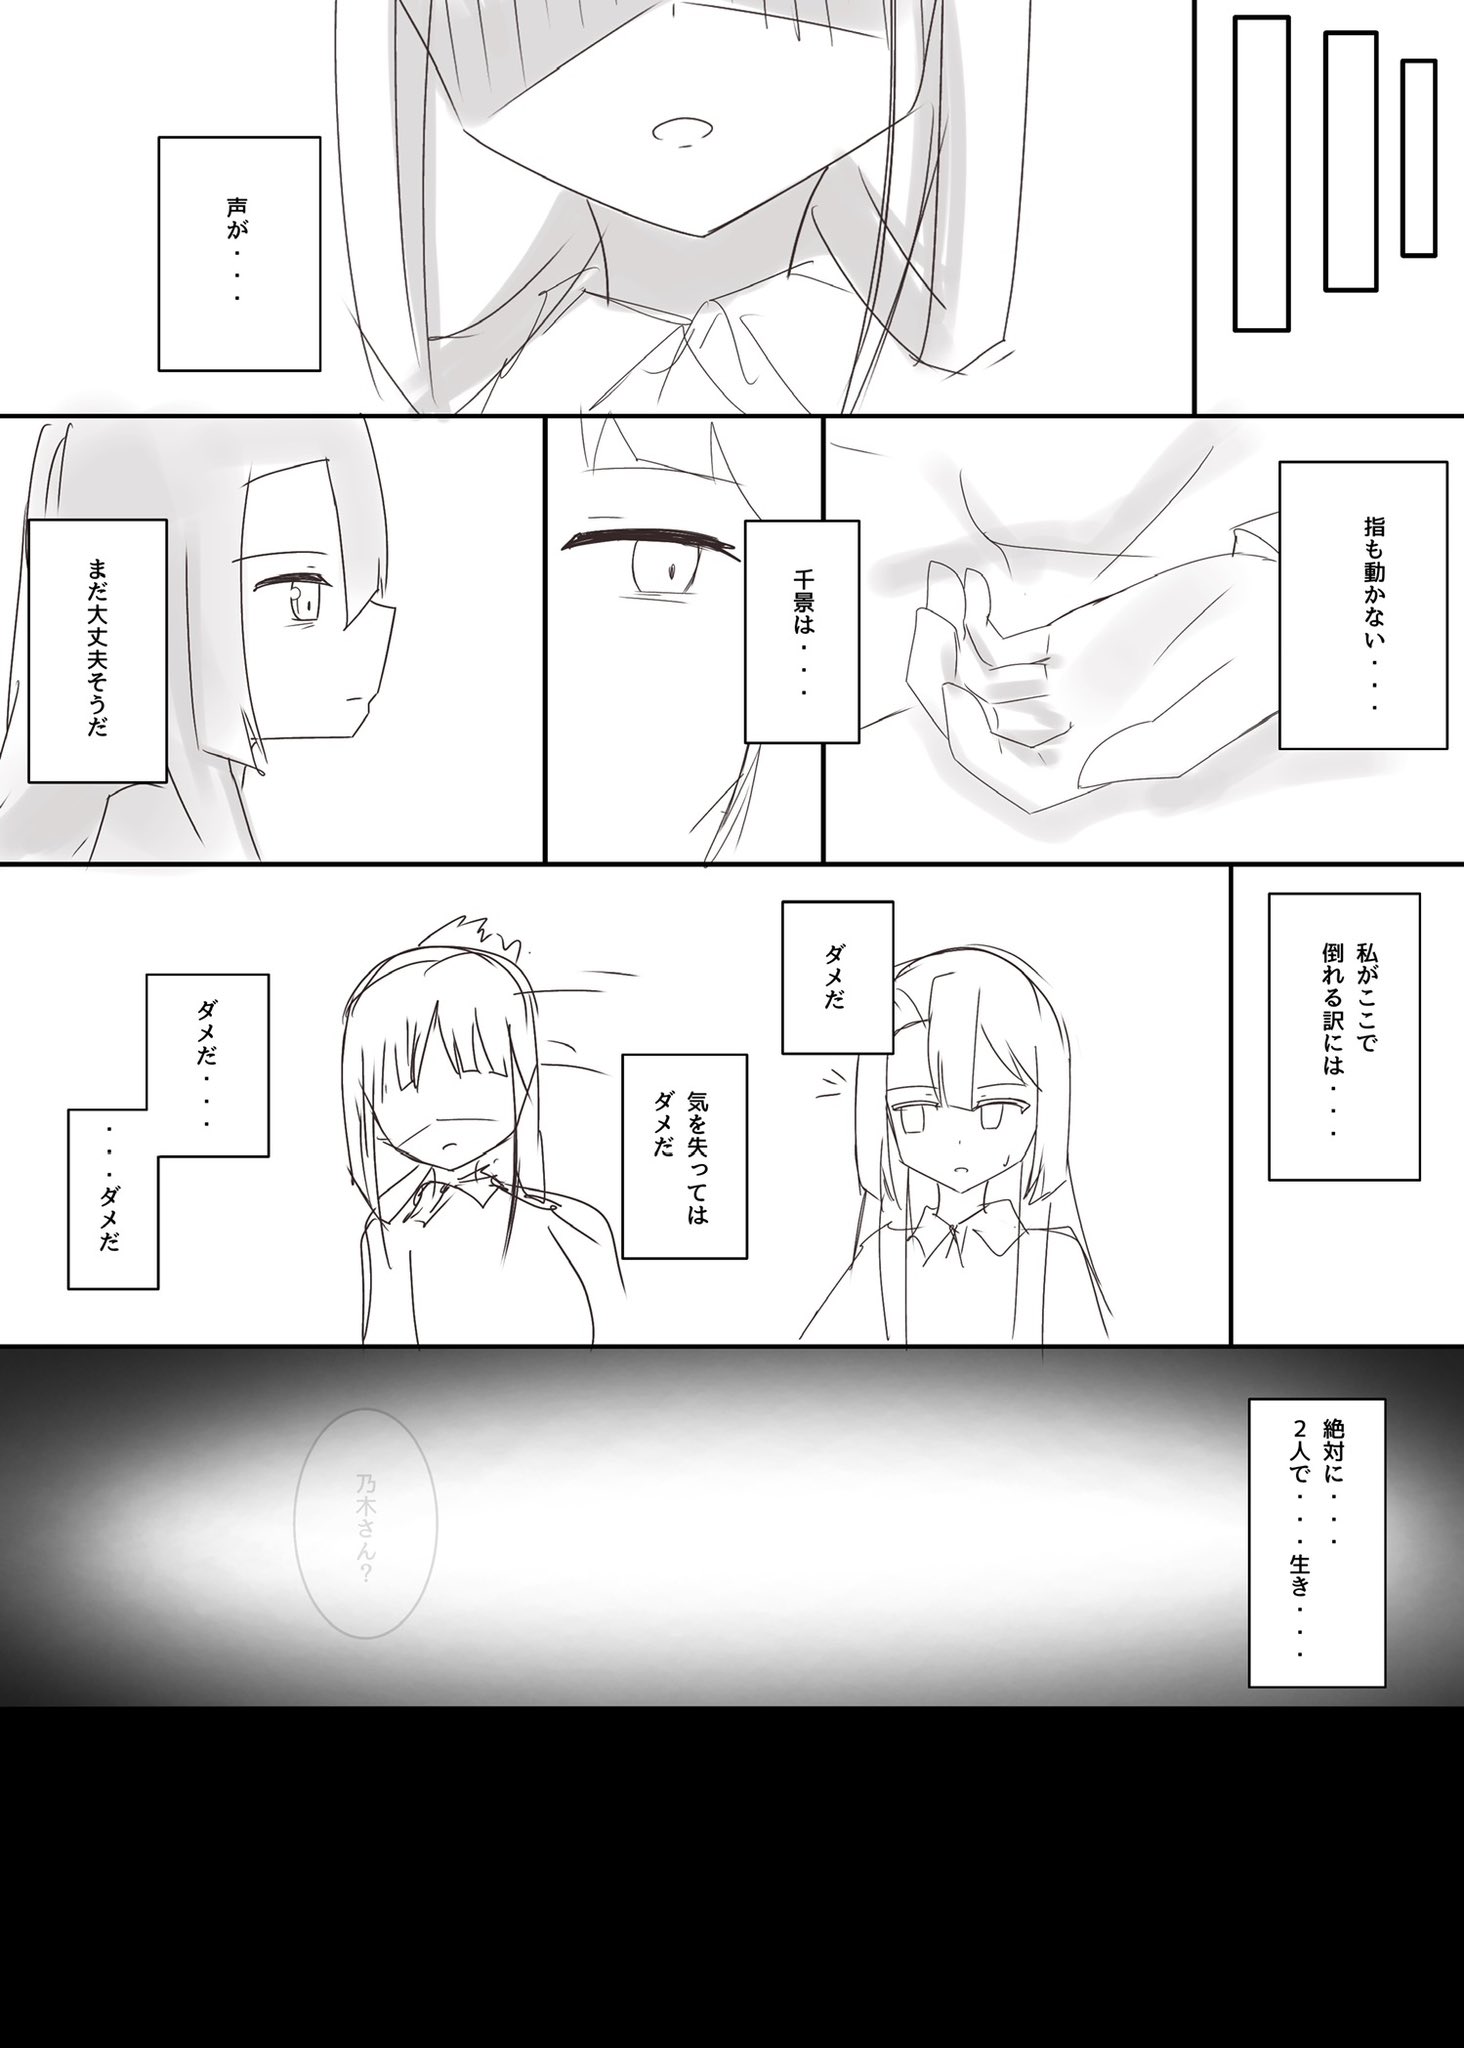 声が・・・
指も動かない・・・
千景は・・・
まだ大丈夫そうだ
私がここで
倒れる訳には・・・
ダメだ
気を失っては
ダメだ
ダメだ・・・
・・・ダメだ
絶対に・・・
2人で・・・生き・・・
乃木さん？